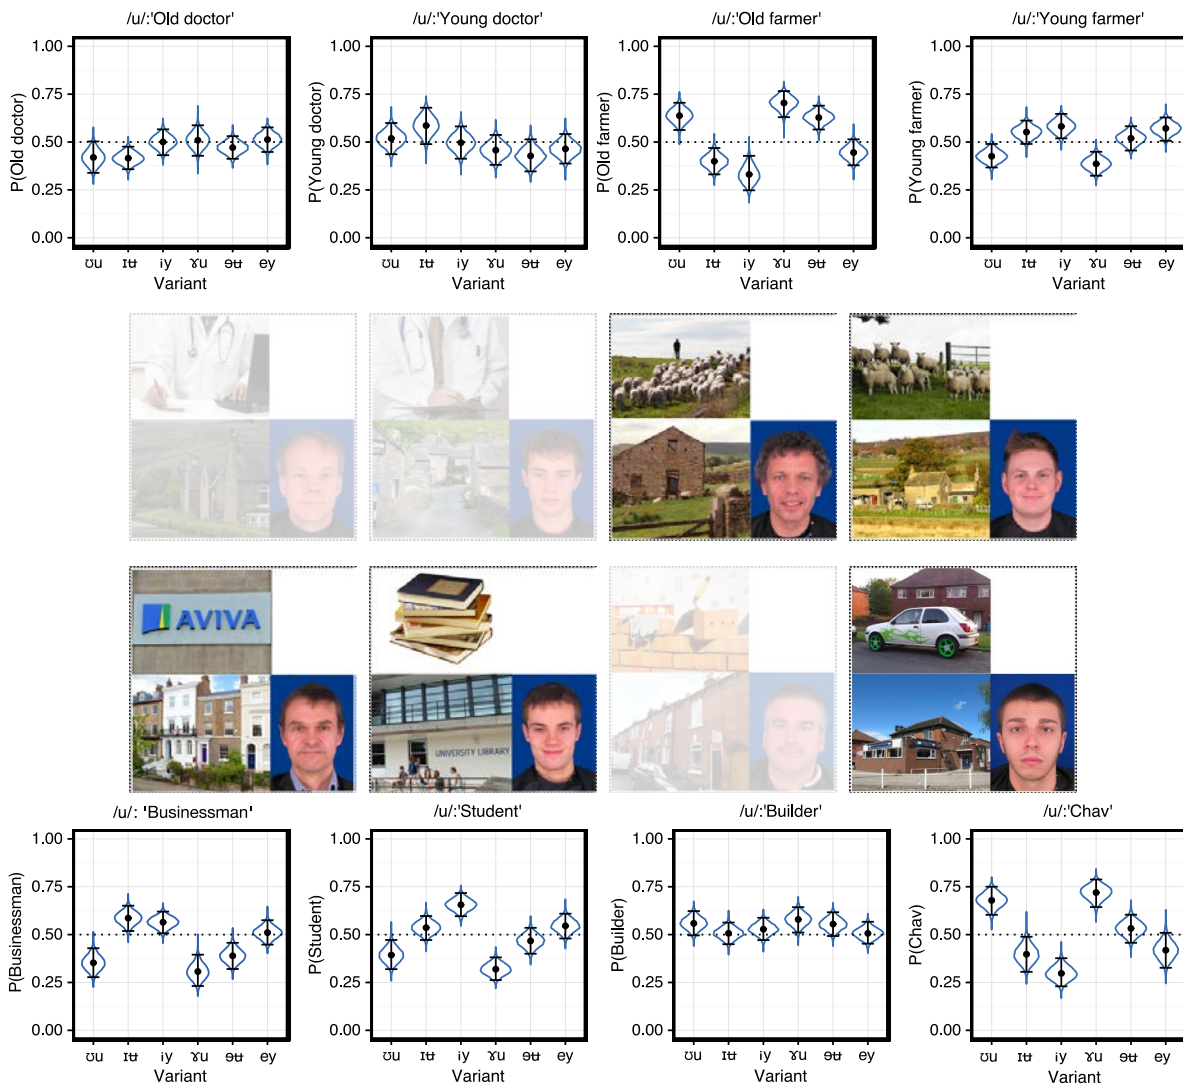 /u/:'Old doctor'
/u/:'Young doctor'
/u/:'Old farmer'
/u/:'Young farmer'
P(Old doctor)
1.00
0.75
0.50
0.25
0.00
ʊu ɪʉ iy ɤu ɘʉ ey
Variant
P(Young doctor)
1.00
0.75
0.50
0.25
0.00
ʊu ɪʉ iy ɤu ɘʉ ey
Variant
P(Old farmer)
1.00
0.75
0.50
0.25
0.00
ʊu ɪʉ iy ɤu ɘʉ ey
Variant
P(Young farmer)
1.00
0.75
0.50
0.25
0.00
ʊu ɪʉ iy ɤu ɘʉ ey
Variant
AVIVA
UNIVERSITY LIBRARY
/u/: 'Businessman'
/u/:'Student'
/u/:'Builder'
/u/:'Chav'
P(Businessman)
1.00
0.75
0.50
0.25
0.00
ʊu ɪʉ iy ɤu ɘʉ ey
Variant
P(Student)
1.00
0.75
0.50
0.25
0.00
ʊu ɪʉ iy ɤu ɘʉ ey
Variant
P(Builder)
1.00
0.75
0.50
0.25
0.00
ʊu ɪʉ iy ɤu ɘʉ ey
Variant
P(Chav)
1.00
0.75
0.50
0.25
0.00
ʊu ɪʉ iy ɤu ɘʉ ey
Variant